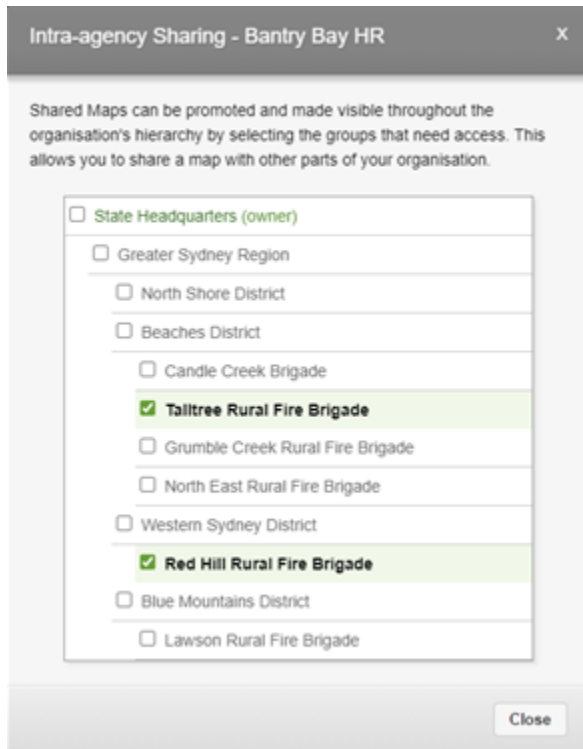 Intra-agency Sharing - Bantry Bay HR
X
Shared Maps can be promoted and made visible throughout the
organisation's hierarchy by selecting the groups that need access. This
allows you to share a map with other parts of your organisation.
State Headquarters (owner)
Greater Sydney Region
North Shore District
Beaches District
Candle Creek Brigade
Talltree Rural Fire Brigade
Grumble Creek Rural Fire Brigade
North East Rural Fire Brigade
Western Sydney District
Red Hill Rural Fire Brigade
Blue Mountains District
Lawson Rural Fire Brigade
Close